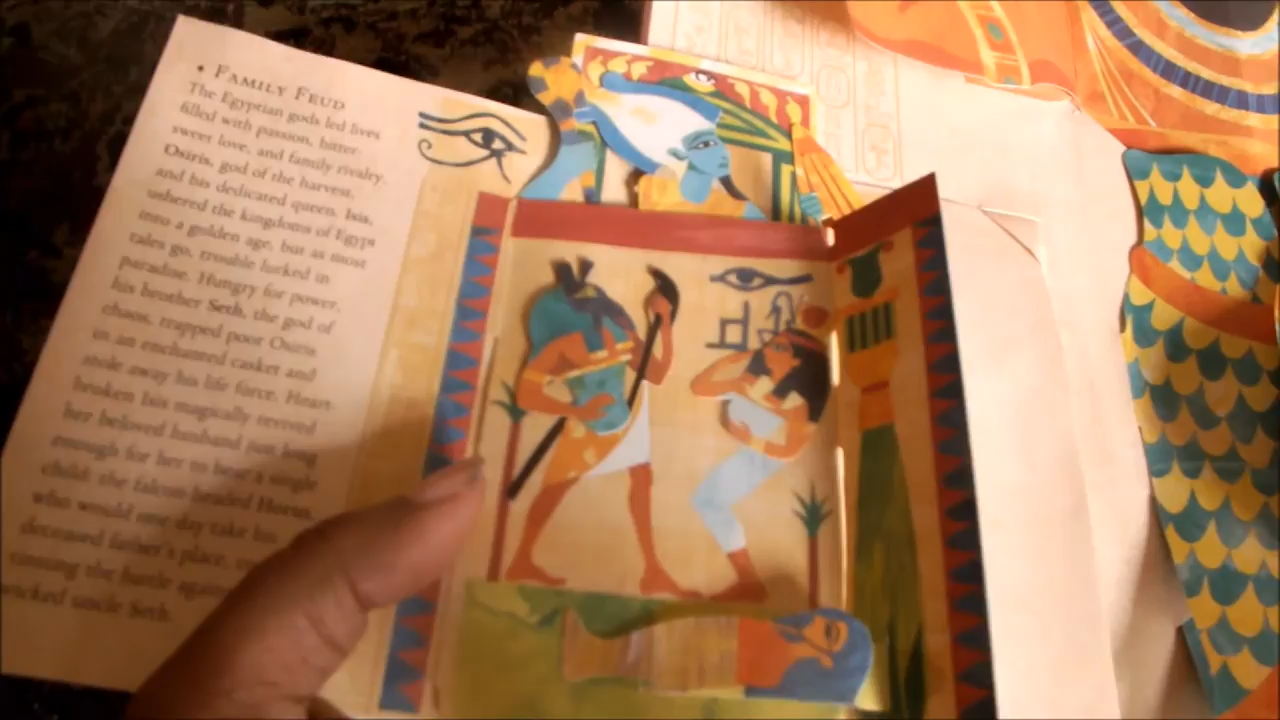 • FAMILY FEUD
The Egyptian gods led lives
filled with passion, bitter-
sweet love, and family rivalry.
Osiris, god of the harvest,
and his dedicated queen, Isis,
ushered the kingdoms of Egypt
into a golden age, but as most
tales go, trouble lurked in
paradise. Hungry for power,
his brother Seth, the god of
chaos, trapped poor Osiris
in an enchanted casket and
stole away his life force. Heart-
broken Isis magically revived
her beloved husband just long
enough for her to bear a single
child: the falcon-headed Horus,
who would one day take his
deceased father's place,
the battle against
wicked uncle Seth.